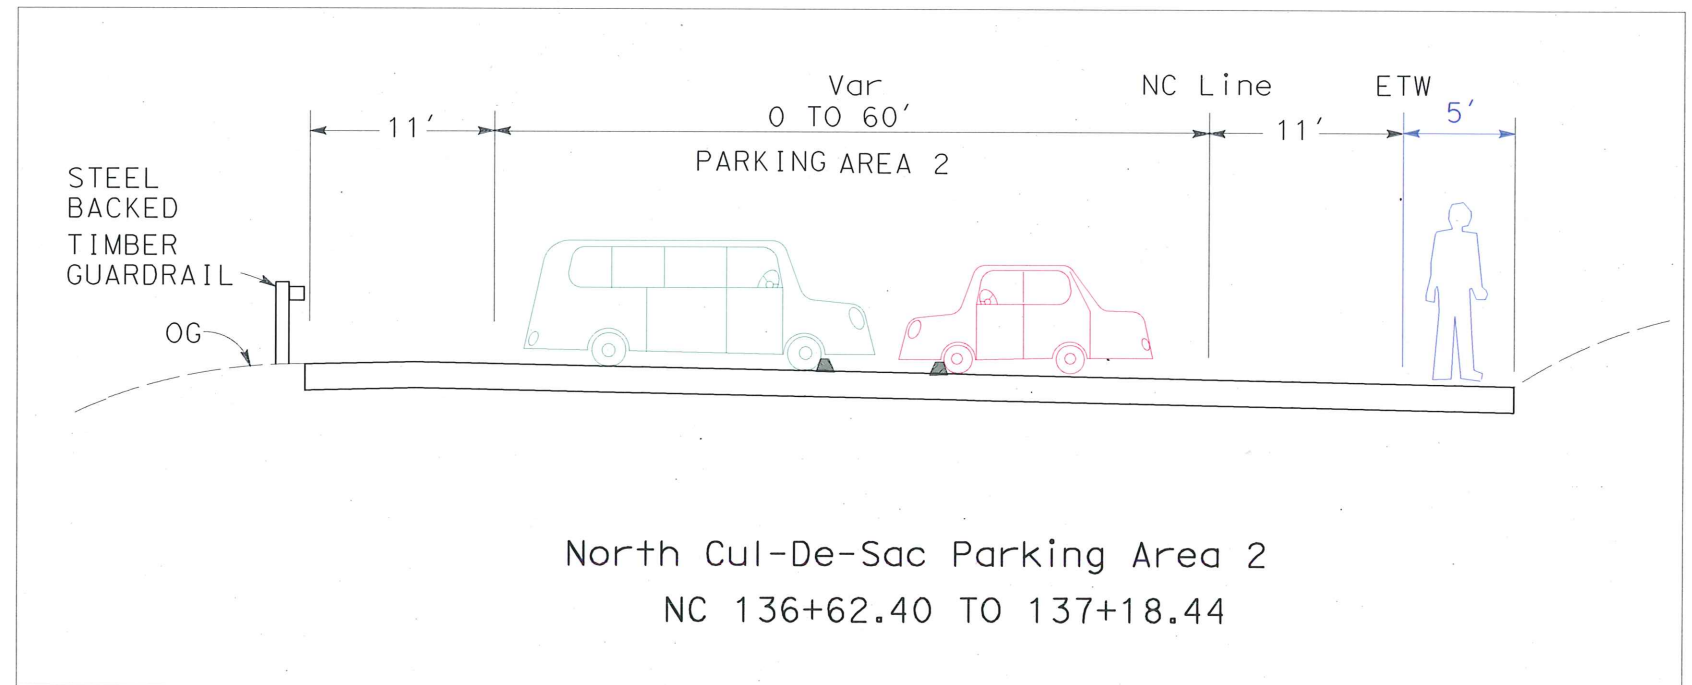 Var
0 TO 60'
NC Line
ETW
11'
11'
5'
PARKING AREA 2
STEEL
BACKED
TIMBER
GUARDRAIL
OG
North Cul-De-Sac Parking Area 2
NC 136+62.40 TO 137+18.44